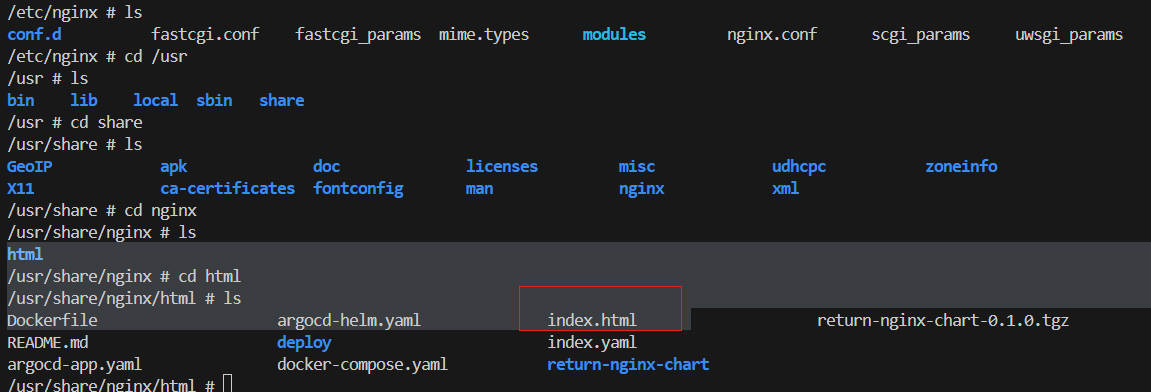 /etc/nginx # ls
conf.d fastcgi.conf fastcgi_params mime.types modules nginx.conf scgi_params uwsgi_params
/etc/nginx # cd /usr
/usr # ls
bin lib local sbin share
/usr # cd share
/usr/share # ls
GeoIP apk doc licenses misc udhcpc zoneinfo
X11 ca-certificates fontconfig man nginx xml
/usr/share # cd nginx
/usr/share/nginx # ls
html
/usr/share/nginx # cd html
/usr/share/nginx/html # ls
Dockerfile argocd-helm.yaml index.html return-nginx-chart-0.1.0.tgz
README.md deploy index.yaml
argocd-app.yaml docker-compose.yaml return-nginx-chart
/usr/share/nginx/html #